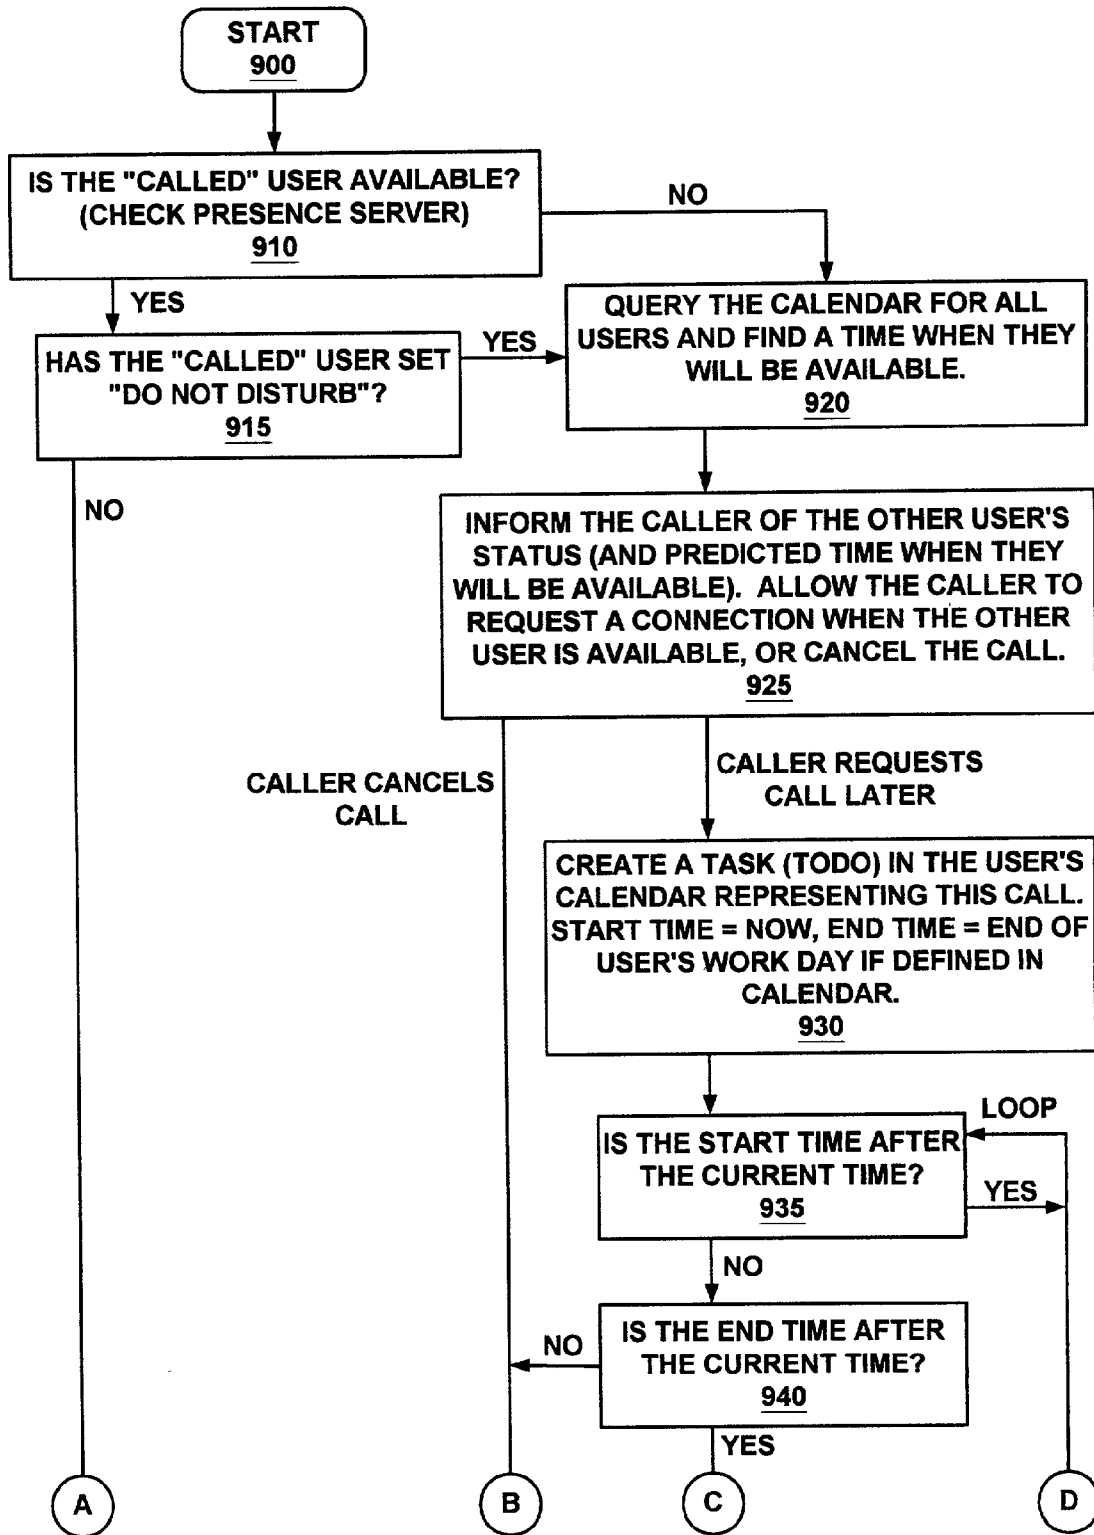 START
900
IS THE "CALLED" USER AVAILABLE?
(CHECK PRESENCE SERVER)
910
NO
YES
QUERY THE CALENDAR FOR ALL
USERS AND FIND A TIME WHEN THEY
WILL BE AVAILABLE.
920
HAS THE "CALLED" USER SET
"DO NOT DISTURB"?
915
YES
NO
INFORM THE CALLER OF THE OTHER USER'S
STATUS (AND PREDICTED TIME WHEN THEY
WILL BE AVAILABLE). ALLOW THE CALLER TO
REQUEST A CONNECTION WHEN THE OTHER
USER IS AVAILABLE, OR CANCEL THE CALL.
925
CALLER CANCELS
CALL
CALLER REQUESTS
CALL LATER
CREATE A TASK (TODO) IN THE USER'S
CALENDAR REPRESENTING THIS CALL.
START TIME = NOW, END TIME = END OF
USER'S WORK DAY IF DEFINED IN
CALENDAR.
930
LOOP
IS THE START TIME AFTER
THE CURRENT TIME?
935
YES
NO
IS THE END TIME AFTER
THE CURRENT TIME?
940
NO
YES
A
B
C
D